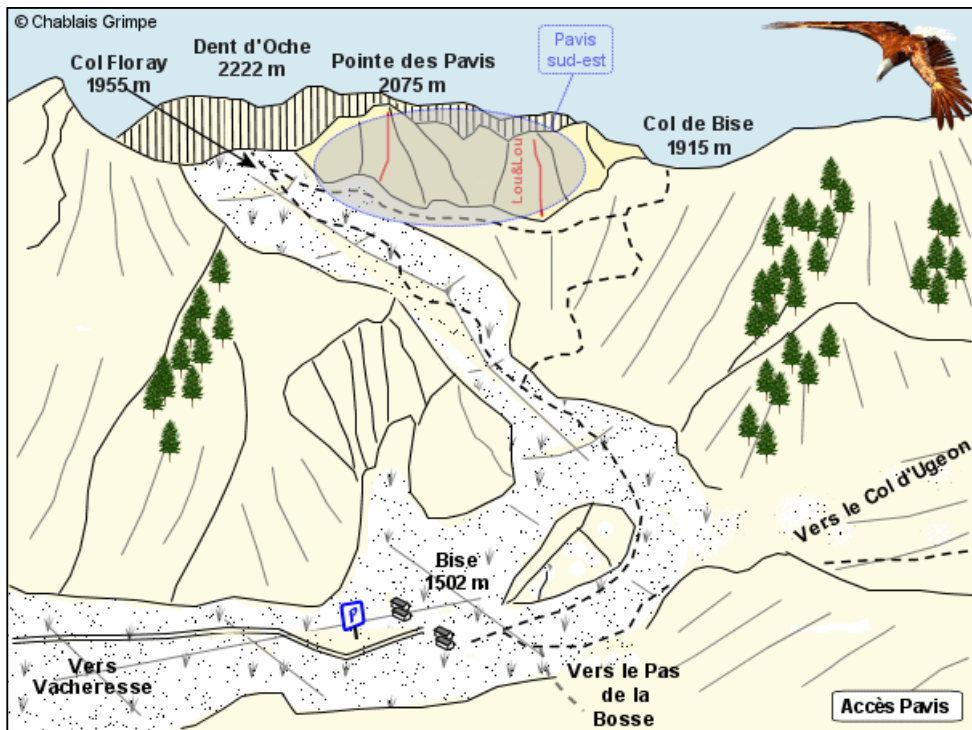 © Chablais Grimpe
Dent d'Oche
2222 m
Col Floray
1955 m
Pointe des Pavis
2075 m
Pavis
sud-est
Col de Bise
1915 m
Lou&Lou
Vers le Col d'Ugeon
Bise
1502 m
P
Vers
Vacheresse
Vers le Pas
de la
Bosse
Accès Pavis